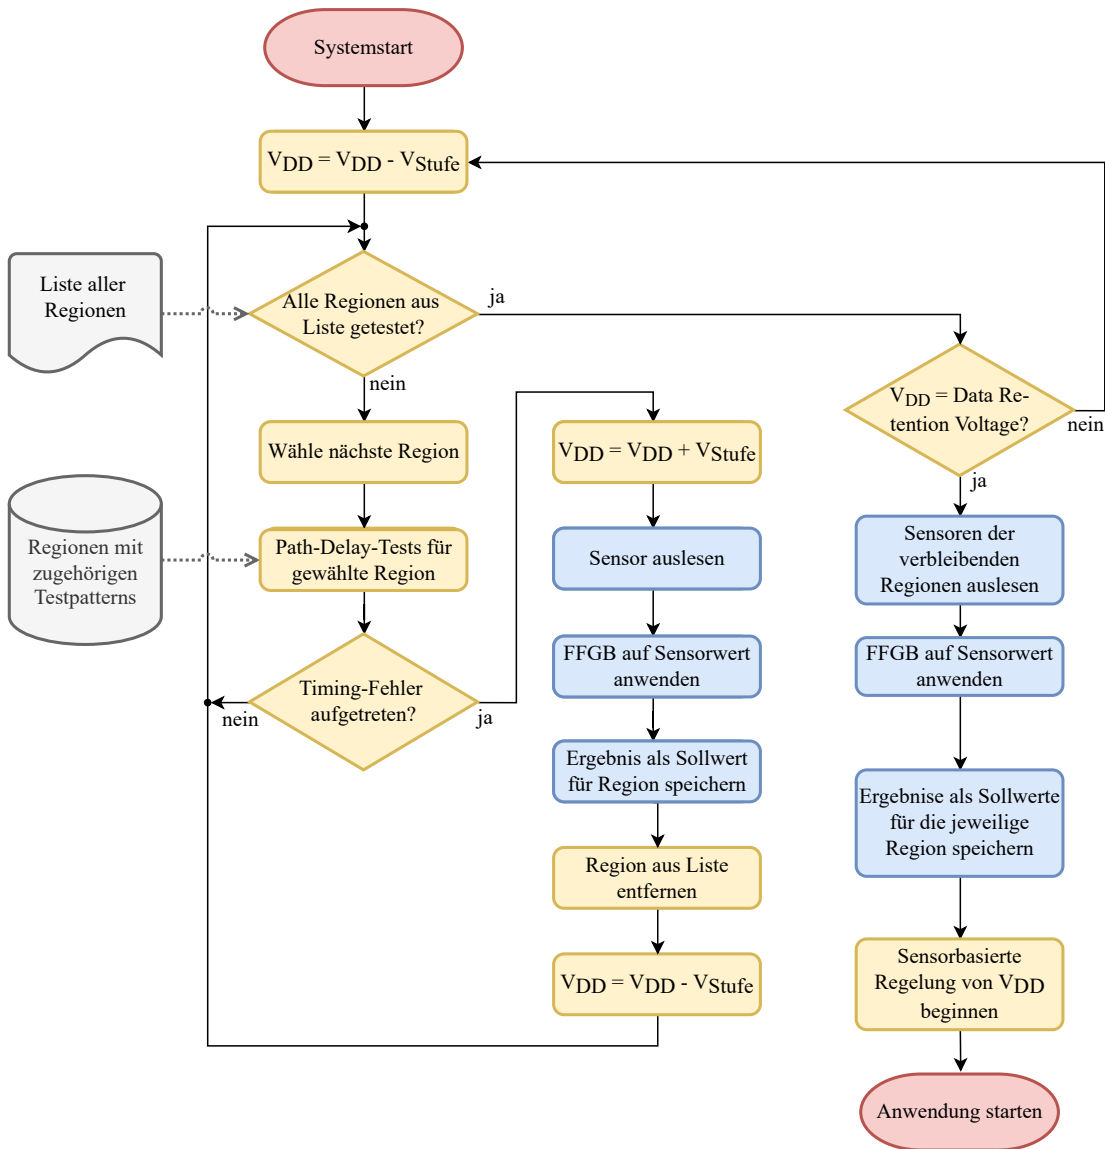 Systemstart
VDD = VDD - VStufe
Liste aller
Regionen
Alle Regionen aus
Liste getestet?
ja
nein
VDD = Data Re-
tention Voltage?
nein
ja
Wähle nächste Region
Regionen mit
zugehörigen
Testpatterns
Path-Delay-Tests für
gewählte Region
Timing-Fehler
aufgetreten?
nein
ja
VDD = VDD + VStufe
Sensor auslesen
FFGB auf Sensorwert
anwenden
Ergebnis als Sollwert
für Region speichern
Region aus Liste
entfernen
VDD = VDD - VStufe
Sensoren der
verbleibenden
Regionen auslesen
FFGB auf Sensorwert
anwenden
Ergebnise als Sollwerte
für die jeweilige
Region speichern
Sensorbasierte
Regelung von VDD
beginnen
Anwendung starten